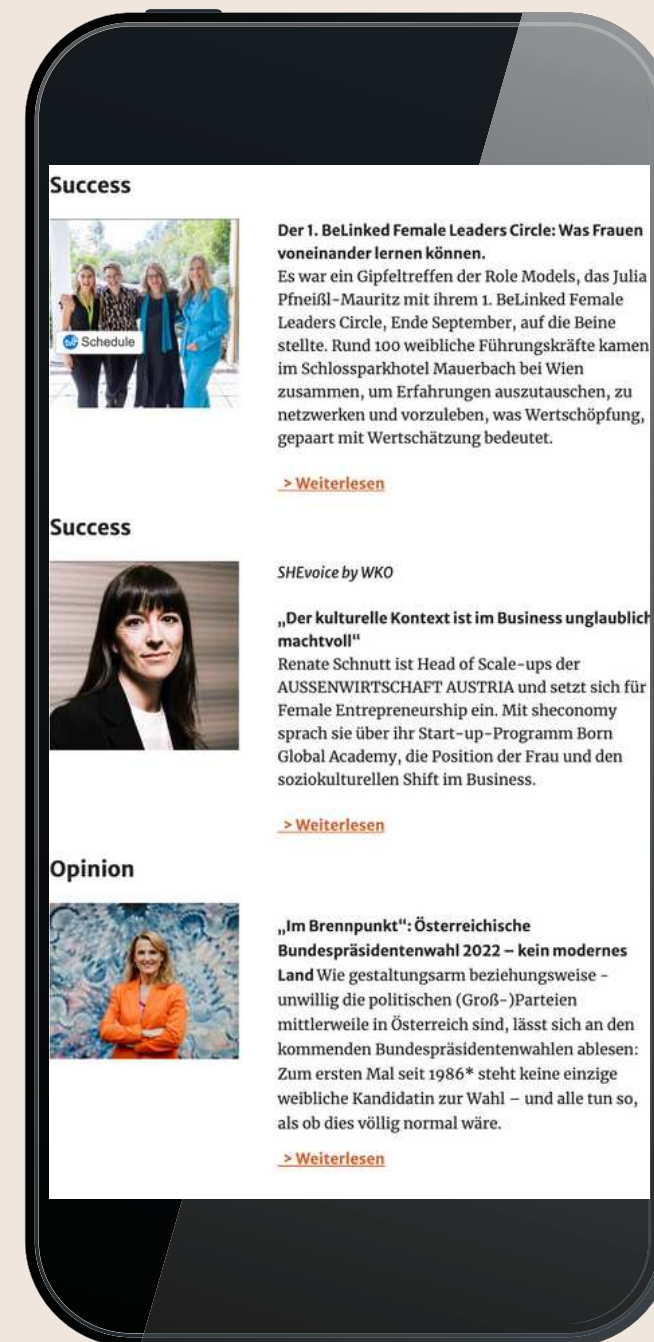 Success
Der 1. BeLinked Female Leaders Circle: Was Frauen
voneinander lernen können.
Es war ein Gipfeltreffen der Role Models, das Julia
Pfneißl-Mauritz mit ihrem 1. BeLinked Female
Leaders Circle, Ende September, auf die Beine
stellte. Rund 100 weibliche Führungskräfte kamen
im Schlossparkhotel Mauerbach bei Wien
zusammen, um Erfahrungen auszutauschen, zu
netzwerken und vorzuleben, was Wertschöpfung,
gepaart mit Wertschätzung bedeutet.
> Weiterlesen
Schedule
Success
SHEvoice by WKO
„Der kulturelle Kontext ist im Business unglaublich
machtvoll“
Renate Schnutt ist Head of Scale-ups der
AUSSENWIRTSCHAFT AUSTRIA und setzt sich für
Female Entrepreneurship ein. Mit sheconomy
sprach sie über ihr Start-up-Programm Born
Global Academy, die Position der Frau und den
soziokulturellen Shift im Business.
> Weiterlesen
Opinion
„Im Brennpunkt“: Österreichische
Bundespräsidentenwahl 2022 – kein modernes
Land Wie gestaltungsarm beziehungsweise -
unwillig die politischen (Groß-)Parteien
mittlerweile in Österreich sind, lässt sich an den
kommenden Bundespräsidentenwahlen ablesen:
Zum ersten Mal seit 1986* steht keine einzige
weibliche Kandidatin zur Wahl – und alle tun so,
als ob dies völlig normal wäre.
> Weiterlesen